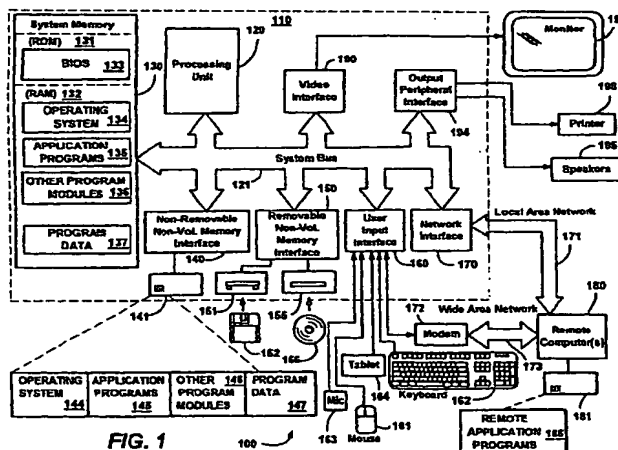 System Memory
(ROM) 131
BIOS 133
(RAM) 132
OPERATING SYSTEM 134
APPLICATION PROGRAMS 135
OTHER PROGRAM MODULES 136
PROGRAM DATA 137
130
110
120
Processing Unit
190
Video Interface
Output Peripheral Interface
194
Monitor
19
Printer
196
Speakers
195
System Bus
121
Non-Removable Non-Vol. Memory Interface
140
150
Removable Non-Vol. Memory Interface
User Input Interface
160
Network Interface
170
Local Area Network
171
141
151
152
155
156
172
Modem
Wide Area Network
173
180
Remote Computer(s)
181
Tablet
164
Keyboard
162
Mic
163
Mouse
161
OPERATING SYSTEM 144
APPLICATION PROGRAMS 145
OTHER PROGRAM MODULES 146
PROGRAM DATA 147
REMOTE APPLICATION PROGRAMS
FIG. 1
100